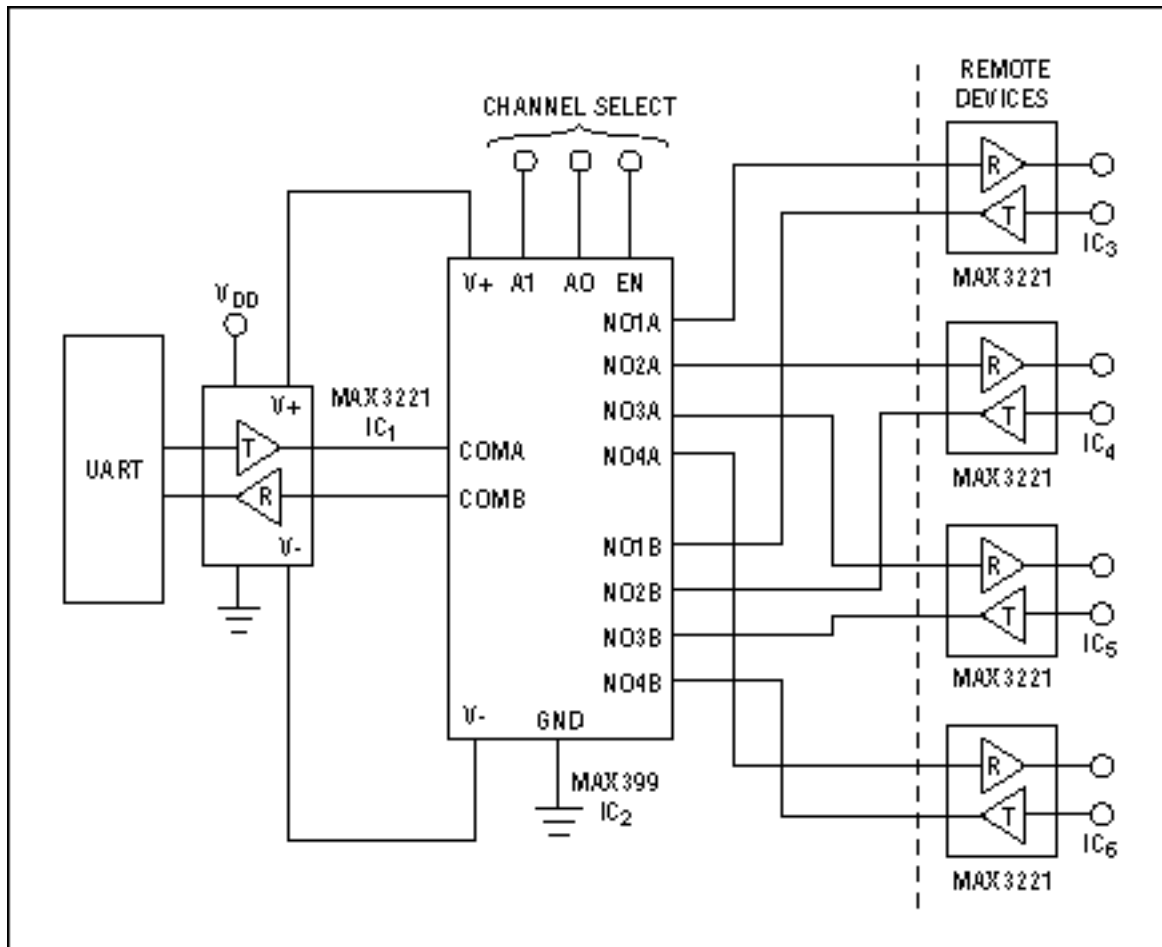 REMOTE
DEVICES
CHANNEL SELECT
R
T
IC3
MAX3221
V+ A1 A0 EN
NO1A
NO2A
NO3A
NO4A
NO1B
NO2B
NO3B
NO4B
COMA
COMB
V- GND
MAX399
IC2
VDD
V+
T
R
V-
MAX3221
IC1
UART
R
T
IC4
MAX3221
R
T
IC5
MAX3221
R
T
IC6
MAX3221